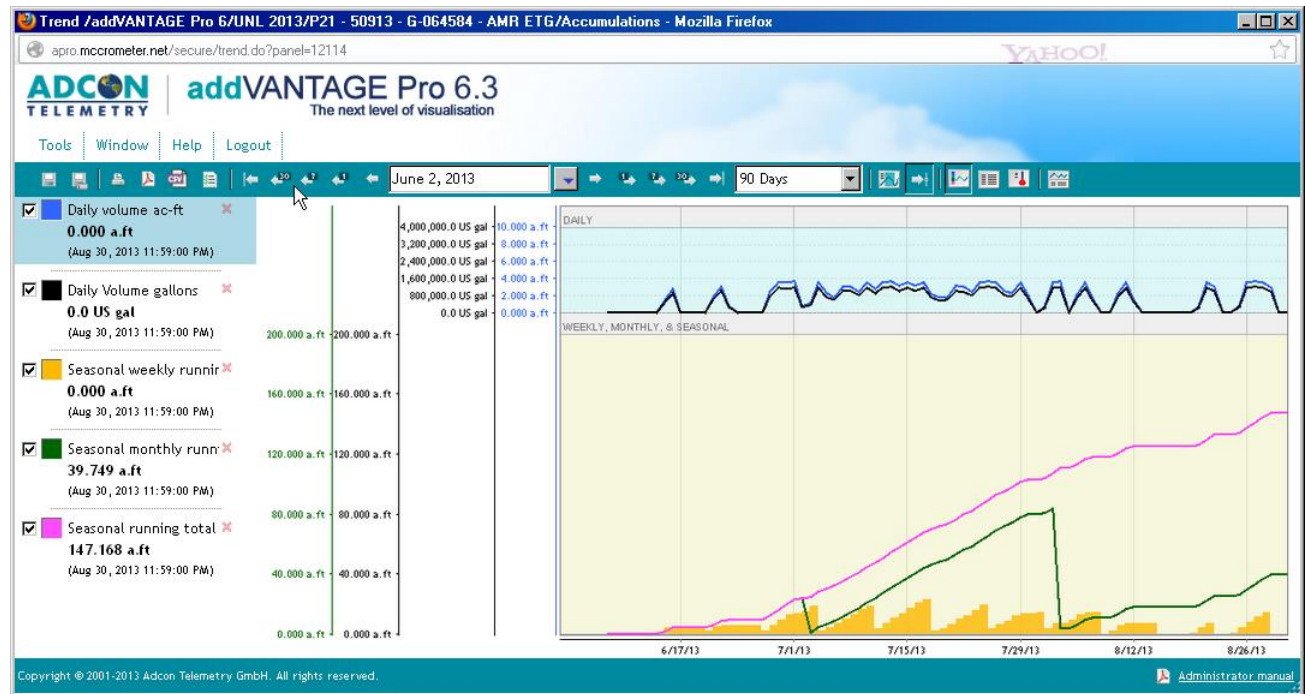 Trend /addVANTAGE Pro 6/UNL 2013/P21 - 50913 - G-064584 - AMR ETG/Accumulations - Mozilla Firefox
apro.mccrometer.net/secure/trend.do?panel=12114
YAHOO!
ADCON
TELEMETRY
addVANTAGE Pro 6.3
The next level of visualisation
Tools Window Help Logout
CSV 30 7 1 June 2, 2013 1 7 30 90 Days
Daily volume ac-ft
0.000 a.ft
(Aug 30, 2013 11:59:00 PM)
Daily Volume gallons
0.0 US gal
(Aug 30, 2013 11:59:00 PM)
Seasonal weekly runnir
0.000 a.ft
(Aug 30, 2013 11:59:00 PM)
Seasonal monthly runn
39.749 a.ft
(Aug 30, 2013 11:59:00 PM)
Seasonal running total
147.168 a.ft
(Aug 30, 2013 11:59:00 PM)
DAILY
4,000,000.0 US gal 10.000 a.ft
3,200,000.0 US gal 8.000 a.ft
2,400,000.0 US gal 6.000 a.ft
1,600,000.0 US gal 4.000 a.ft
800,000.0 US gal 2.000 a.ft
0.0 US gal 0.000 a.ft
WEEKLY, MONTHLY, & SEASONAL
200.000 a.ft 200.000 a.ft
160.000 a.ft 160.000 a.ft
120.000 a.ft 120.000 a.ft
80.000 a.ft 80.000 a.ft
40.000 a.ft 40.000 a.ft
0.000 a.ft 0.000 a.ft
6/17/13 7/1/13 7/15/13 7/29/13 8/12/13 8/26/13
Copyright © 2001-2013 Adcon Telemetry GmbH. All rights reserved.
Administrator manual